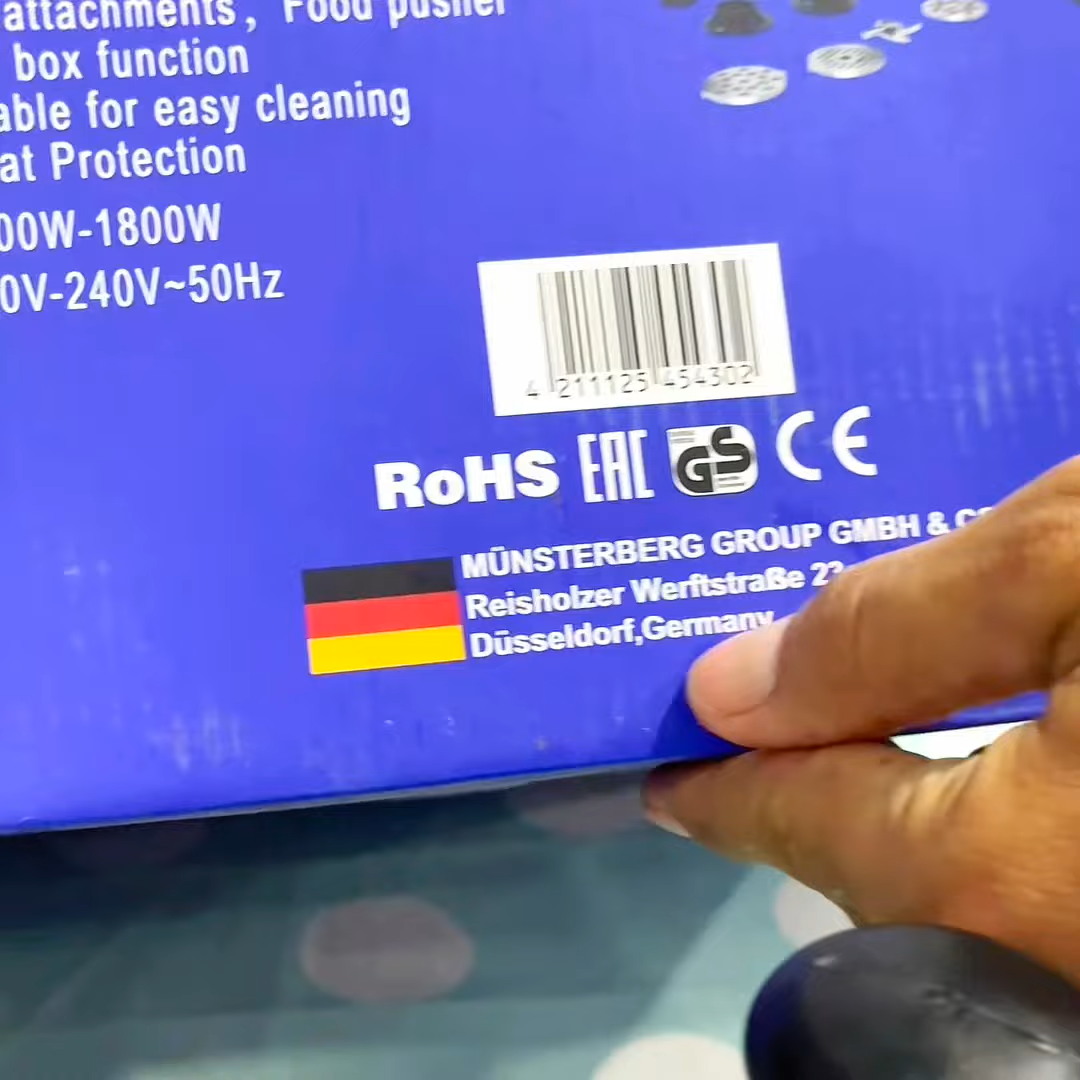 attachments, Food pusher
box function
able for easy cleaning
at Protection
00W-1800W
0V-240V~50Hz
4 211125 454302
RoHS EAC GS CE
MÜNSTERBERG GROUP GMBH & CO
Reisholzer Werftstraße 23
Düsseldorf,Germany